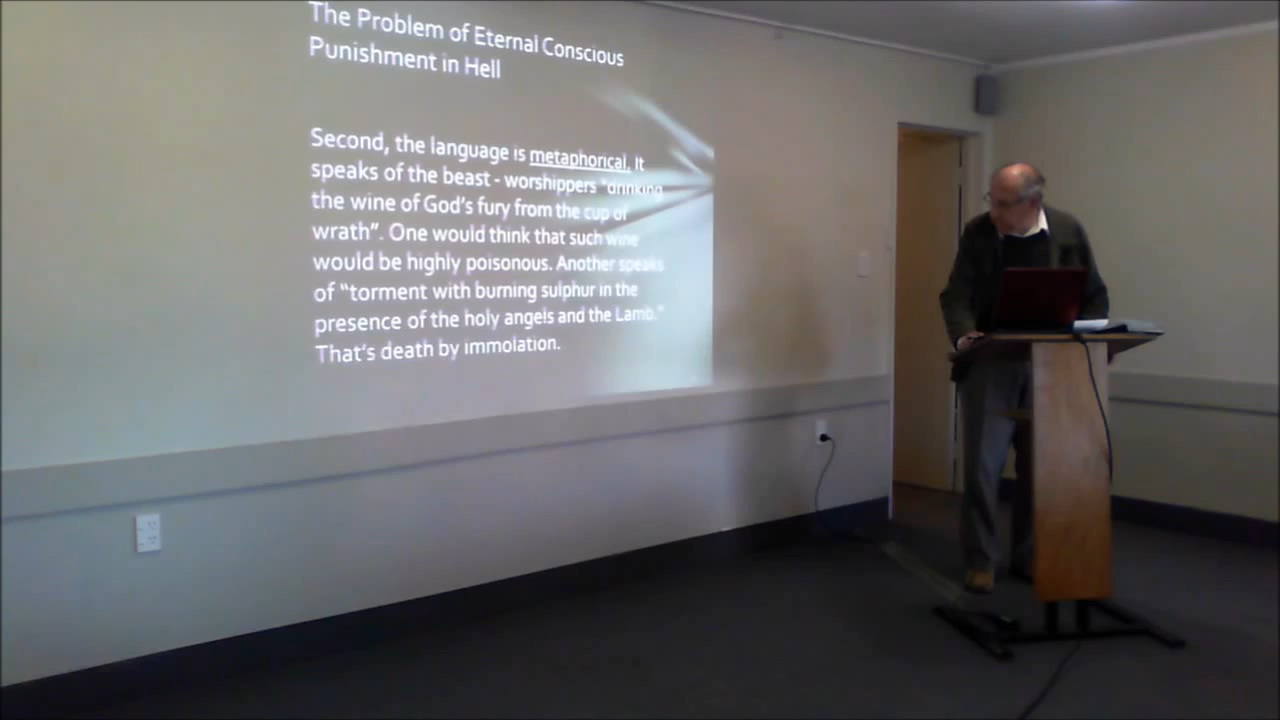 The Problem of Eternal Conscious
Punishment in Hell
Second, the language is metaphorical. It
speaks of the beast - worshippers "drinking
the wine of God's fury from the cup of
wrath". One would think that such wine
would be highly poisonous. Another speaks
of "torment with burning sulphur in the
presence of the holy angels and the Lamb."
That's death by immolation.